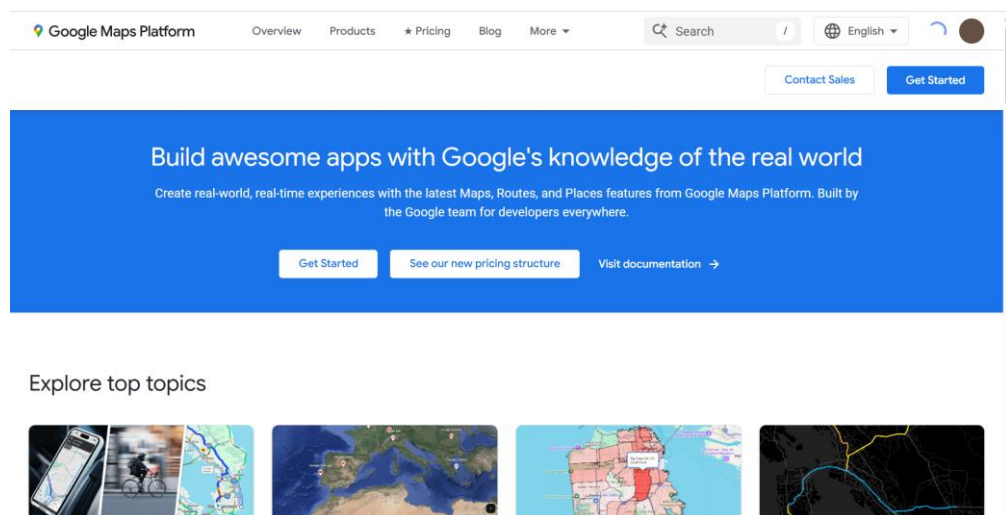 Google Maps Platform
Overview
Products
★ Pricing
Blog
More
Search
/
English
Contact Sales
Get Started
Build awesome apps with Google's knowledge of the real world
Create real-world, real-time experiences with the latest Maps, Routes, and Places features from Google Maps Platform. Built by
the Google team for developers everywhere.
Get Started
See our new pricing structure
Visit documentation →
Explore top topics